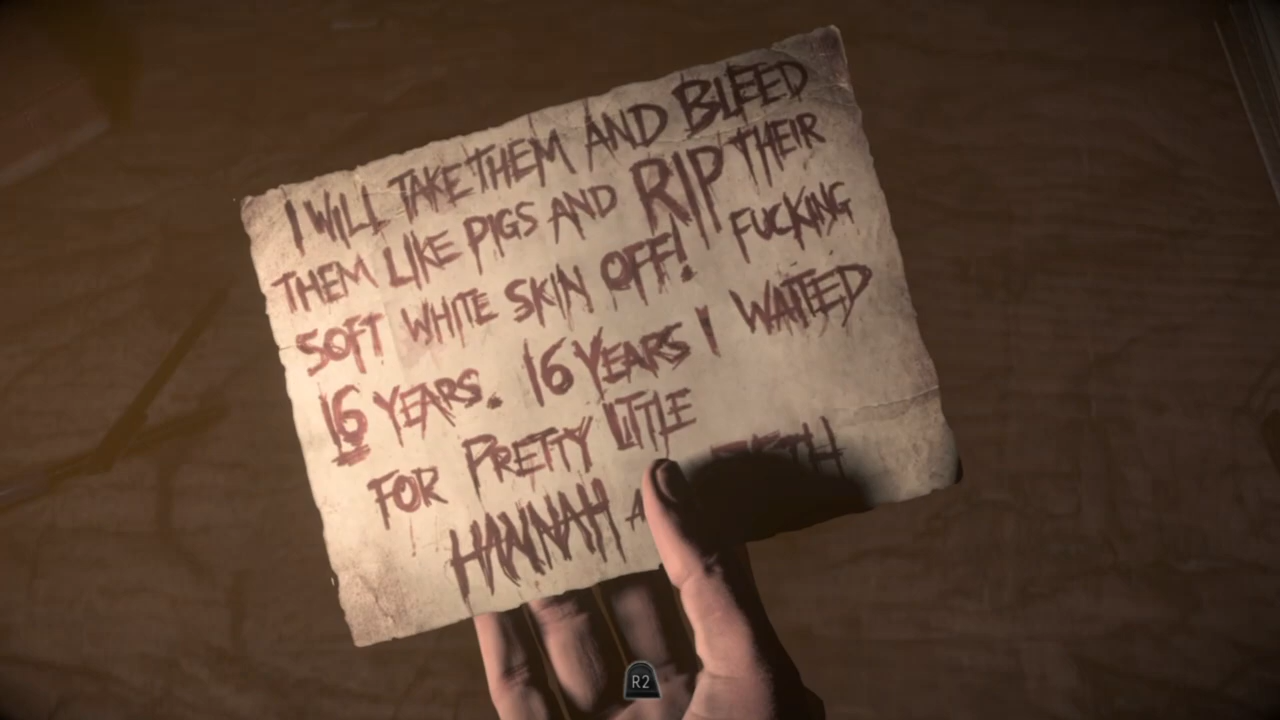 I WILL TAKE THEM AND BLEED
THEM LIKE PIGS AND RIP THEIR
SOFT WHITE SKIN OFF! FUCKING
16 YEARS. 16 YEARS I WAITED
FOR PRETTY LITTLE
HANNAH
R2